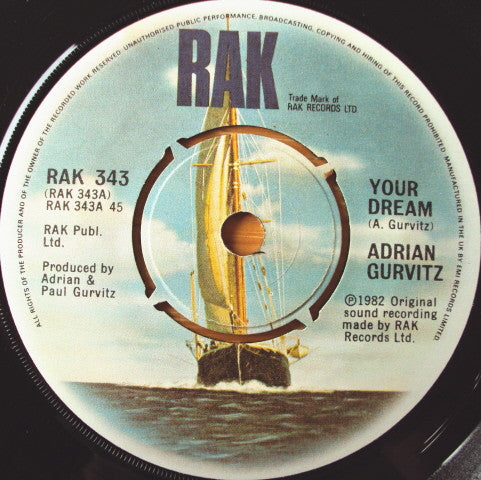 ALL RIGHTS OF THE PRODUCER AND OF THE OWNER OF THE RECORDED WORK RESERVED. UNAUTHORISED PUBLIC PERFORMANCE, BROADCASTING, COPYING AND HIRING OF THIS RECORD PROHIBITED. MANUFACTURED IN THE UK BY EMI RECORDS LIMITED
RAK
Trade Mark of
RAK RECORDS LTD.
RAK 343
(RAK 343A)
RAK 343A 45
RAK Publ.
Ltd.
Produced by
Adrian &
Paul Gurvitz
YOUR
DREAM
(A. Gurvitz)
ADRIAN
GURVITZ
℗1982 Original
sound recording
made by RAK
Records Ltd.